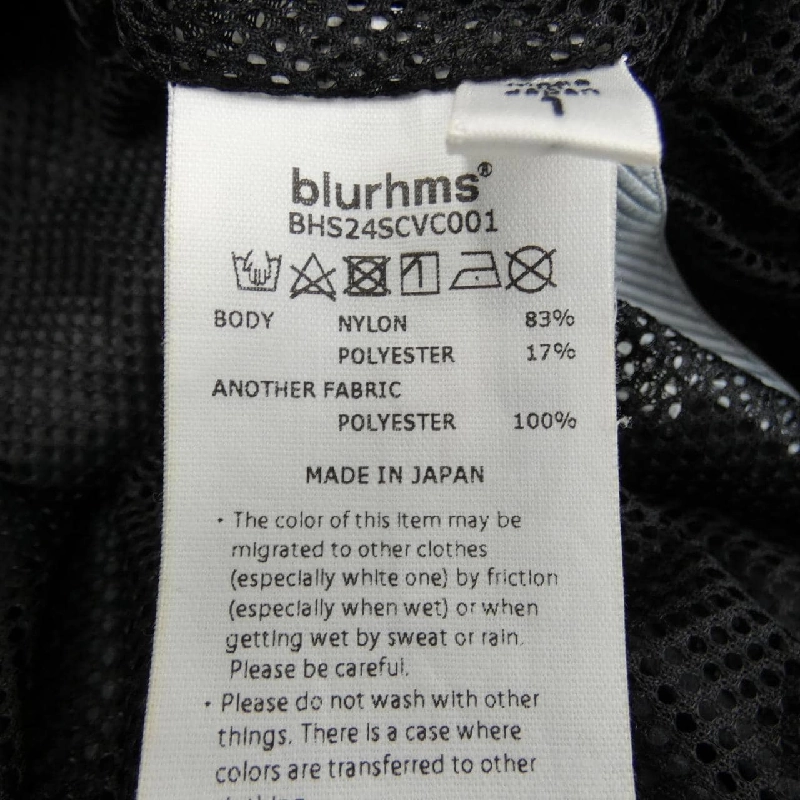 Japan
L
blurhms®
BHS24SCVC001
BODY NYLON 83%
POLYESTER 17%
ANOTHER FABRIC
POLYESTER 100%
MADE IN JAPAN
・The color of this item may be
migrated to other clothes
(especially white one) by friction
(especially when wet) or when
getting wet by sweat or rain.
Please be careful.
・Please do not wash with other
things. There is a case where
colors are transferred to other